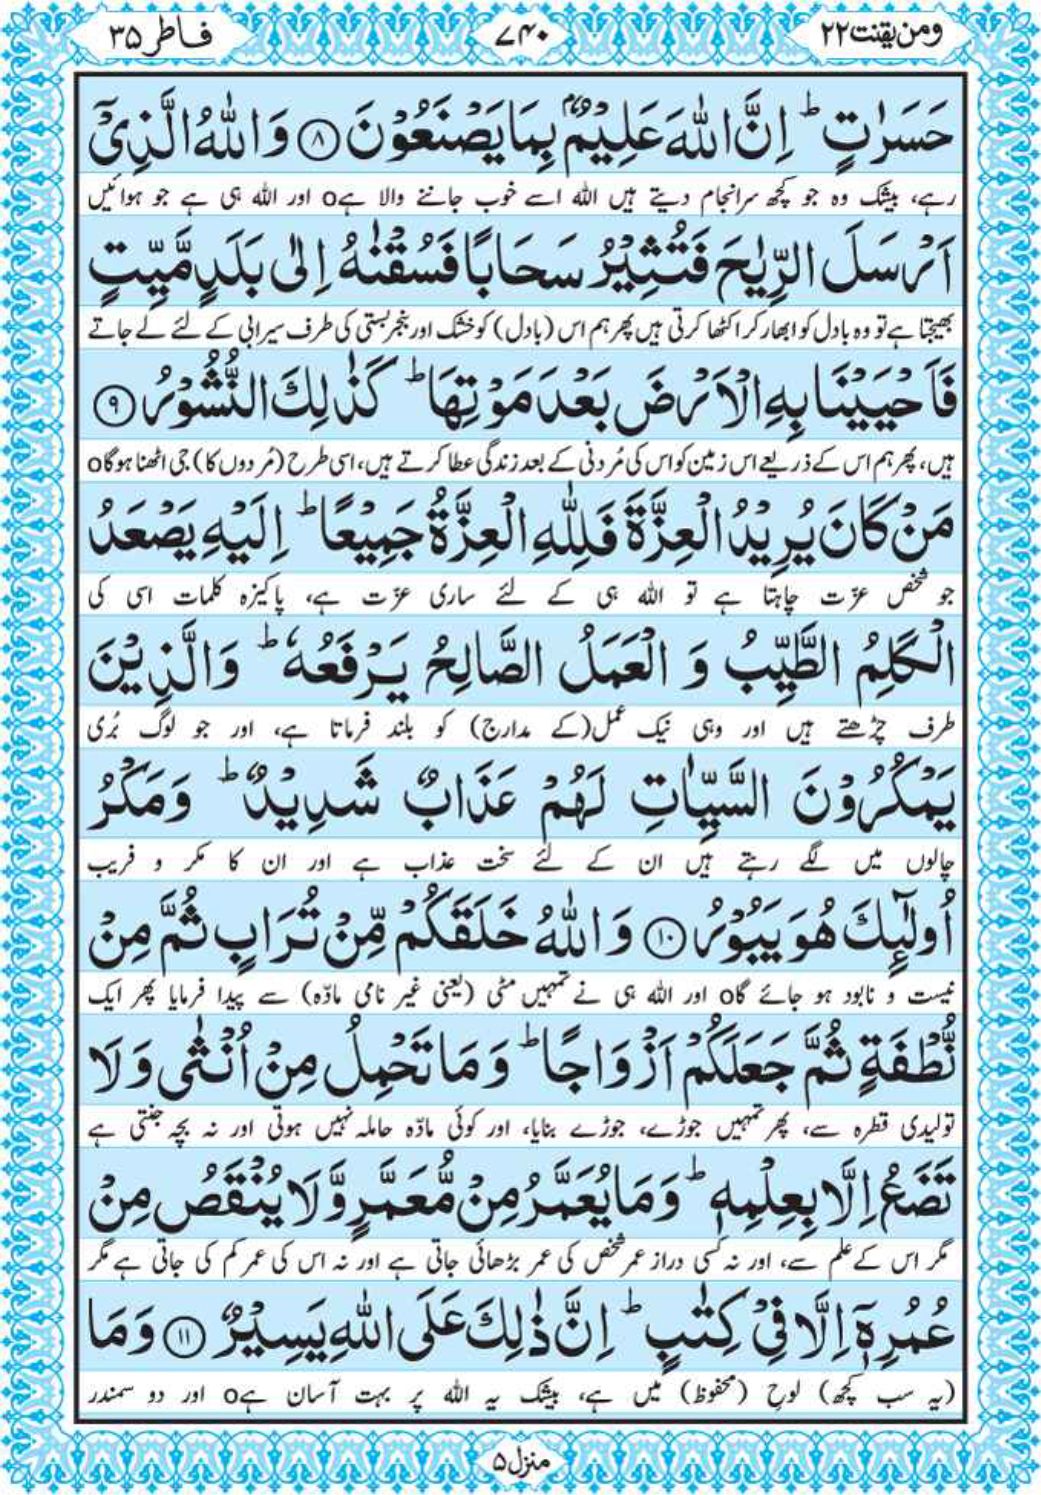 ومن یقنت ۲۲
۷۴۰
فاطر ۳۵
حَسَرٰتٍ ؕ اِنَّ اللّٰهَ عَلِیْمٌۢ بِمَا یَصْنَعُوْنَ ﴿۸﴾ وَ اللّٰهُ الَّذِیْۤ
رہے، بیشک وہ جو کچھ سرانجام دیتے ہیں اللہ اسے خوب جاننے والا ہےo اور اللہ ہی ہے جو ہوائیں
اَرْسَلَ الرِّیٰحَ فَتُثِیْرُ سَحَابًا فَسُقْنٰهُ اِلٰی بَلَدٍ مَّیِّتٍ
بھیجتا ہے تو وہ بادل کو ابھار کر اکٹھا کرتی ہیں پھر ہم اس (بادل) کو خشک اور بنجر بستی کی طرف سیرابی کے لئے لے جاتے
فَاَحْیَیْنَا بِهِ الْاَرْضَ بَعْدَ مَوْتِهَا ؕ كَذٰلِكَ النُّشُوْرُ ﴿۹﴾
ہیں، پھر ہم اس کے ذریعے اس زمین کو اس کی مُردنی کے بعد زندگی عطا کرتے ہیں، اسی طرح (مُردوں کا) جی اٹھنا ہوگاo
مَنْ كَانَ یُرِیْدُ الْعِزَّةَ فَلِلّٰهِ الْعِزَّةُ جَمِیْعًا ؕ اِلَیْهِ یَصْعَدُ
جو شخص عزّت چاہتا ہے تو اللہ ہی کے لئے ساری عزّت ہے، پاکیزہ کلمات اسی کی
الْكَلِمُ الطَّیِّبُ وَ الْعَمَلُ الصَّالِحُ یَرْفَعُهٗ ؕ وَ الَّذِیْنَ
طرف چڑھتے ہیں اور وہی نیک عمل(کے مدارج) کو بلند فرماتا ہے، اور جو لوگ بُری
یَمْكُرُوْنَ السَّیِّاٰتِ لَهُمْ عَذَابٌ شَدِیْدٌ ؕ وَ مَكْرُ
چالوں میں لگے رہتے ہیں ان کے لئے سخت عذاب ہے اور ان کا مکر و فریب
اُولٰٓىِٕكَ هُوَ یَبُوْرُ ﴿۱۰﴾ وَ اللّٰهُ خَلَقَكُمْ مِّنْ تُرَابٍ ثُمَّ مِنْ
نیست و نابود ہو جائے گاo اور اللہ ہی نے تمہیں مٹی (یعنی غیر نامی مادّہ) سے پیدا فرمایا پھر ایک
نُّطْفَةٍ ثُمَّ جَعَلَكُمْ اَزْوَاجًا ؕ وَ مَا تَحْمِلُ مِنْ اُنْثٰی وَ لَا
تولیدی قطرہ سے، پھر تمہیں جوڑے، جوڑے بنایا، اور کوئی مادّہ حاملہ نہیں ہوتی اور نہ بچہ جنتی ہے
تَضَعُ اِلَّا بِعِلْمِهٖ ؕ وَ مَا یُعَمَّرُ مِنْ مُّعَمَّرٍ وَّ لَا یُنْقَصُ مِنْ
مگر اس کے علم سے، اور نہ کسی دراز عمر شخص کی عمر بڑھائی جاتی ہے اور نہ اس کی عمر کم کی جاتی ہے مگر
عُمُرِهٖۤ اِلَّا فِیْ كِتٰبٍ ؕ اِنَّ ذٰلِكَ عَلَی اللّٰهِ یَسِیْرٌ ﴿۱۱﴾ وَ مَا
(یہ سب کچھ) لوحِ (محفوظ) میں ہے، بیشک یہ اللہ پر بہت آسان ہےo اور دو سمندر
منزل ۵